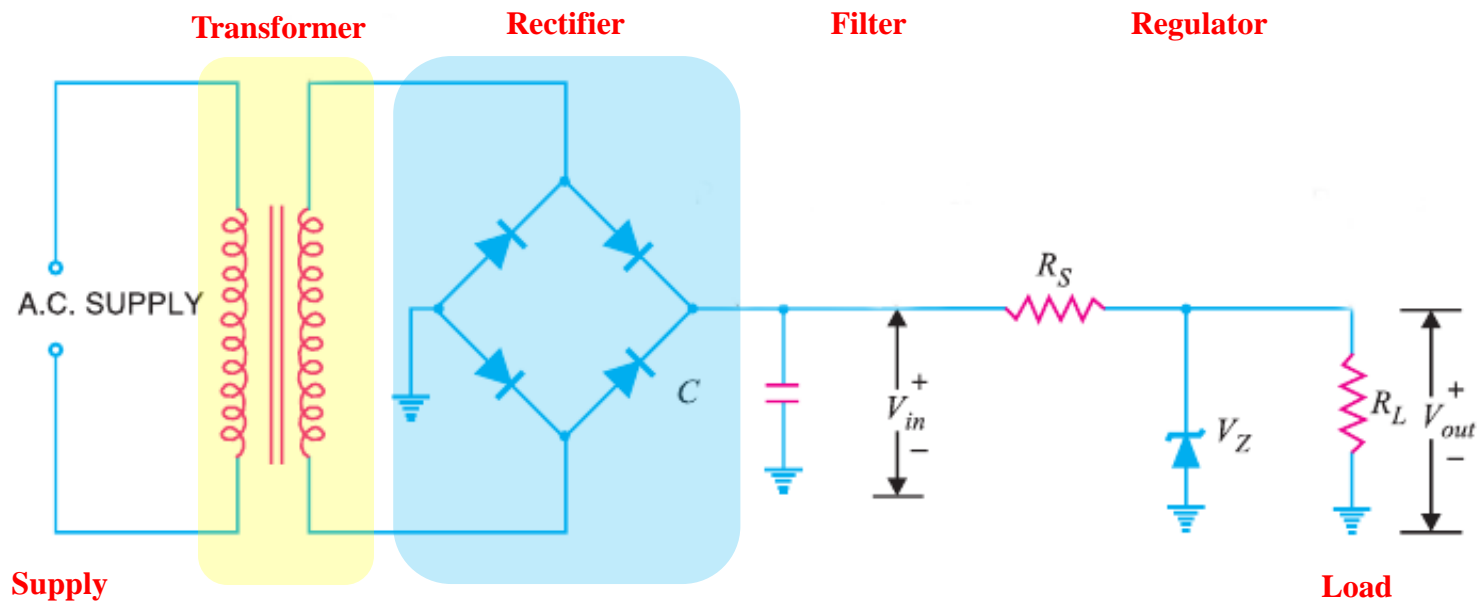 Transformer
Rectifier
Filter
Regulator
A.C. SUPPLY
R_S
C
+
V_in
−
V_Z
R_L
+
V_out
−
Supply
Load